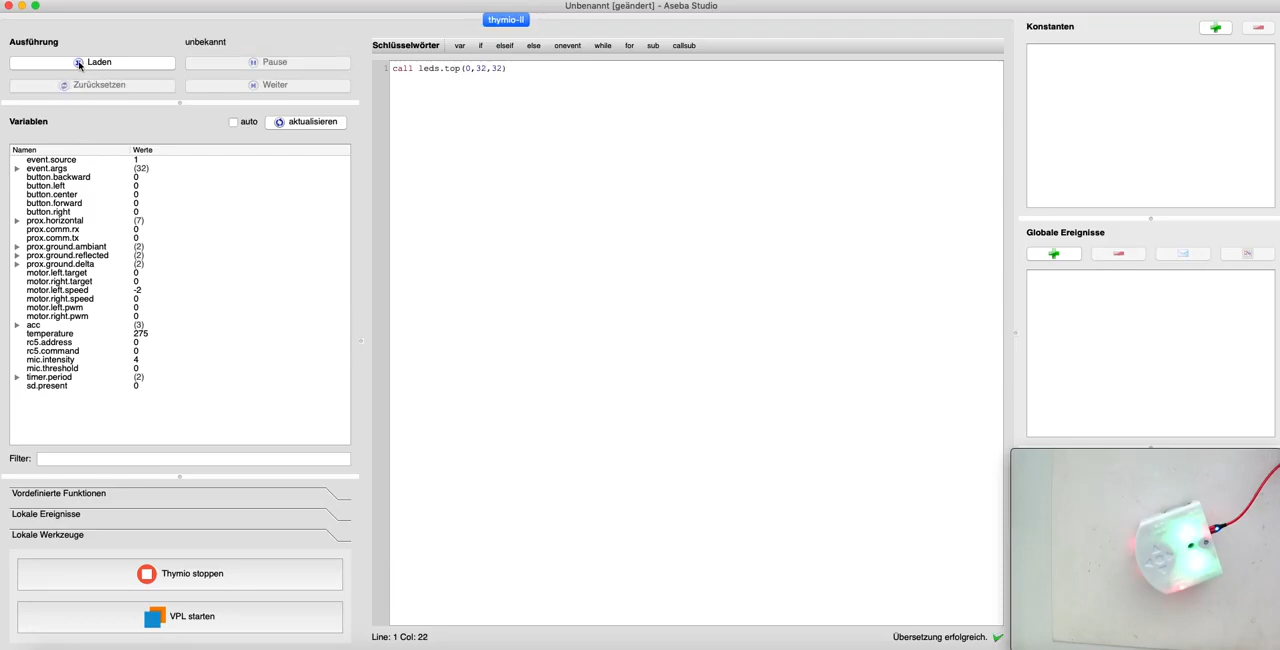 Unbenannt [geändert] - Aseba Studio
thymio-II
Ausführung
unbekannt
Laden
Pause
Zurücksetzen
Weiter
Variablen
auto
aktualisieren
Namen Werte
event.source 1
event.args (32)
button.backward 0
button.left 0
button.center 0
button.forward 0
button.right 0
prox.horizontal (7)
prox.comm.rx 0
prox.comm.tx 0
prox.ground.ambiant (2)
prox.ground.reflected (2)
prox.ground.delta (2)
motor.left.target 0
motor.right.target 0
motor.left.speed -2
motor.right.speed 0
motor.left.pwm 0
motor.right.pwm 0
acc (3)
temperature 275
rc5.address 0
rc5.command 0
mic.intensity 4
mic.threshold 0
timer.period (2)
sd.present 0
Filter:
Vordefinierte Funktionen
Lokale Ereignisse
Lokale Werkzeuge
Thymio stoppen
VPL starten
Schlüsselwörter var if elseif else onevent while for sub callsub
1 call leds.top(0,32,32)
Line: 1 Col: 22
Übersetzung erfolgreich.
Konstanten
Globale Ereignisse